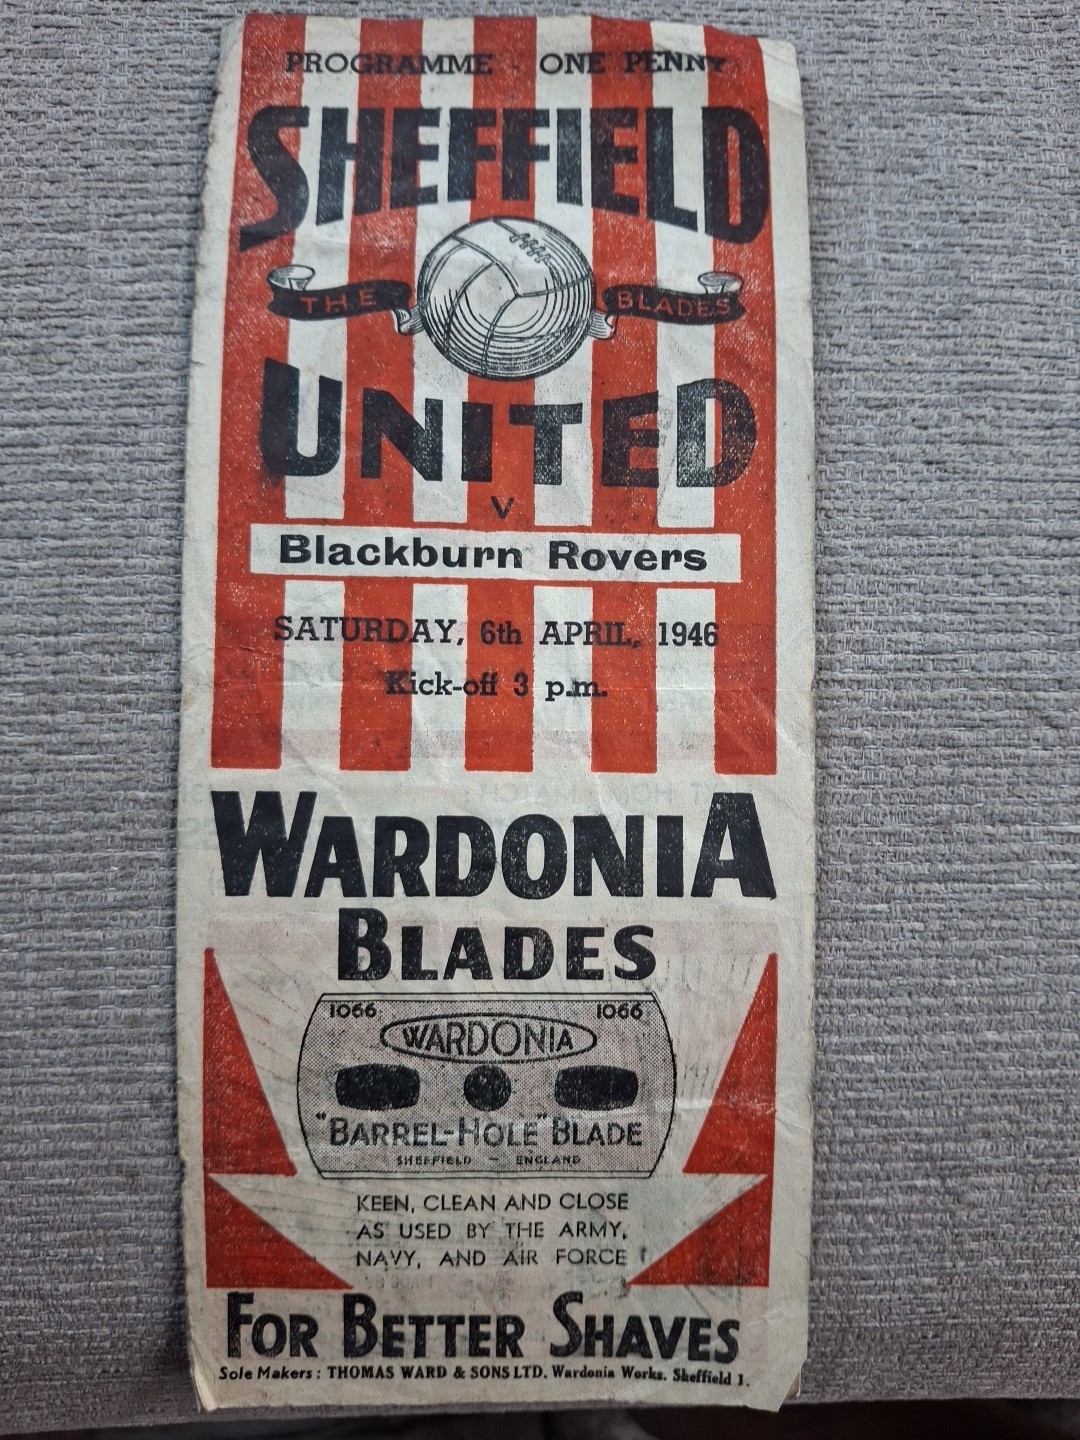 PROGRAMME - ONE PENNY
SHEFFIELD
THE BLADES
UNITED
v
Blackburn Rovers
SATURDAY, 6th APRIL, 1946
Kick-off 3 p.m.
WARDONIA
BLADES
1066 1066
WARDONIA
"BARREL-HOLE" BLADE
SHEFFIELD - ENGLAND
KEEN, CLEAN AND CLOSE
AS USED BY THE ARMY,
NAVY, AND AIR FORCE
FOR BETTER SHAVES
Sole Makers: THOMAS WARD & SONS LTD. Wardonia Works. Sheffield 1.